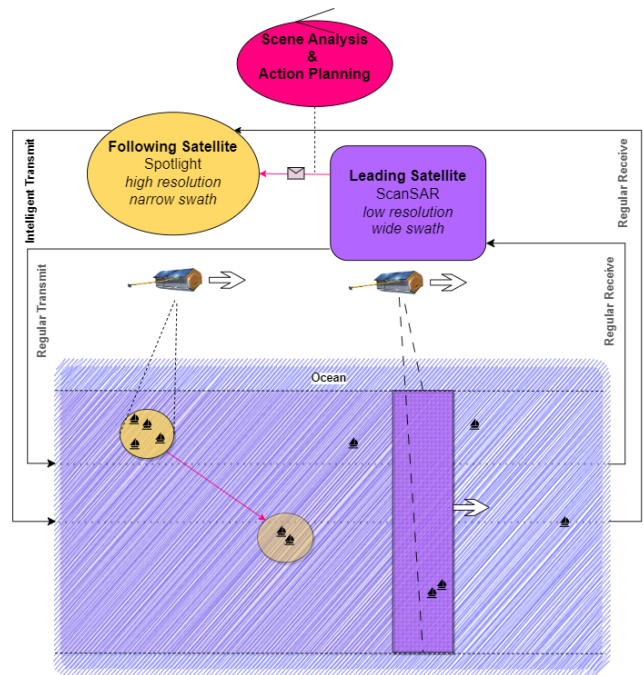 Scene Analysis
&
Action Planning
Following Satellite
Spotlight
high resolution
narrow swath
Leading Satellite
ScanSAR
low resolution
wide swath
Intelligent Transmit
Regular Transmit
Regular Receive
Regular Receive
Ocean